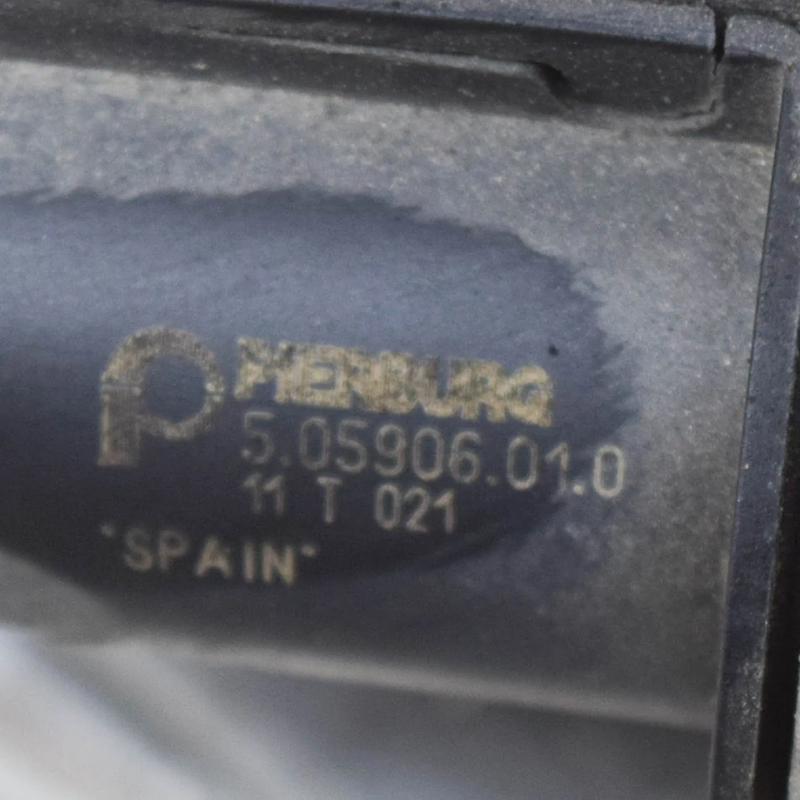 PIERBURG
5.05906.01.0
11 T 021
"SPAIN"